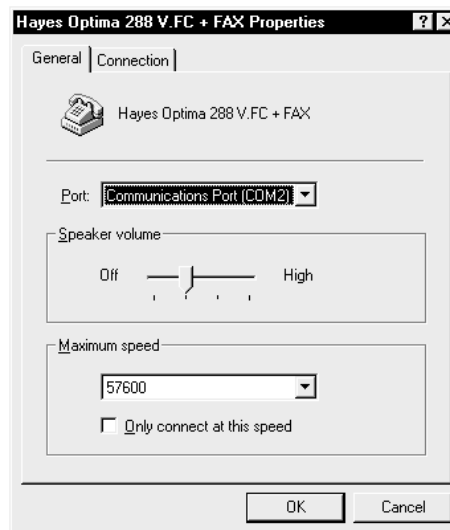 Hayes Optima 288 V.FC + FAX Properties ? ×
General Connection
Hayes Optima 288 V.FC + FAX
Port: Communications Port (COM2)
Speaker volume
Off High
Maximum speed
57600
Only connect at this speed
OK Cancel